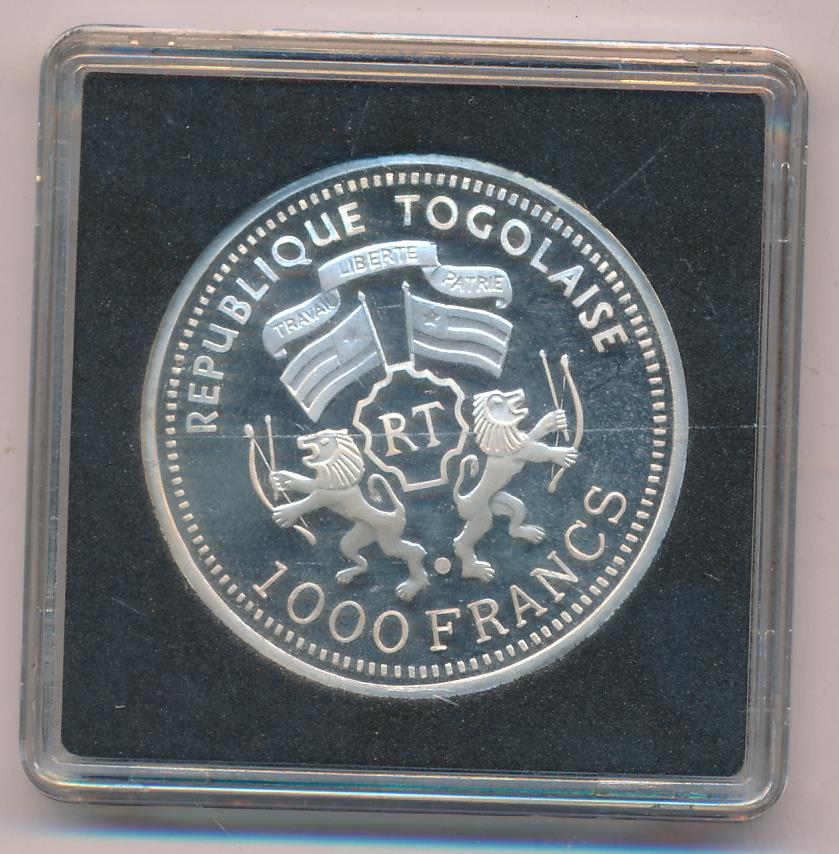 REPUBLIQUE TOGOLAISE
TRAVAIL LIBERTE PATRIE
RT
1000 FRANCS